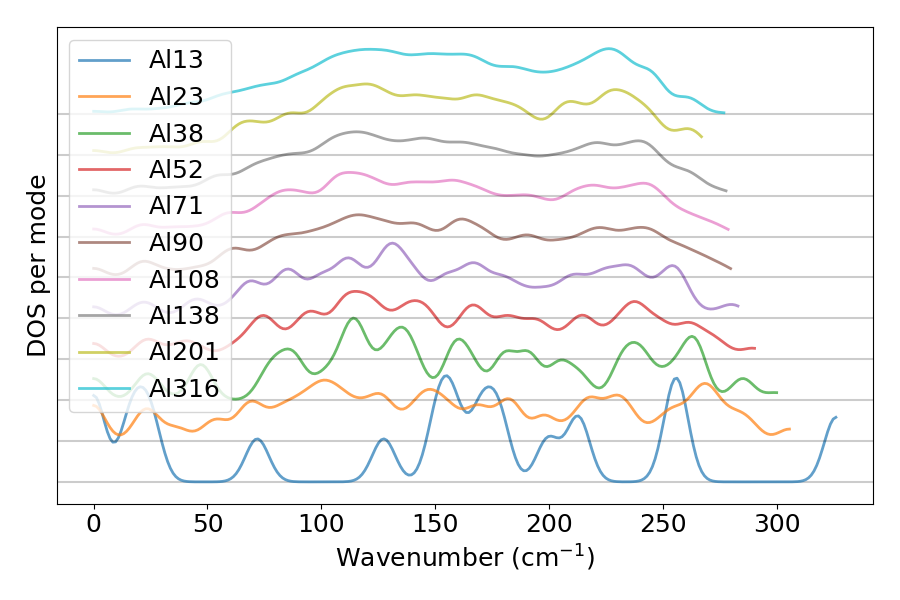 Al13
Al23
Al38
Al52
Al71
Al90
Al108
Al138
Al201
Al316
DOS per mode
0 50 100 150 200 250 300
Wavenumber (cm⁻¹)